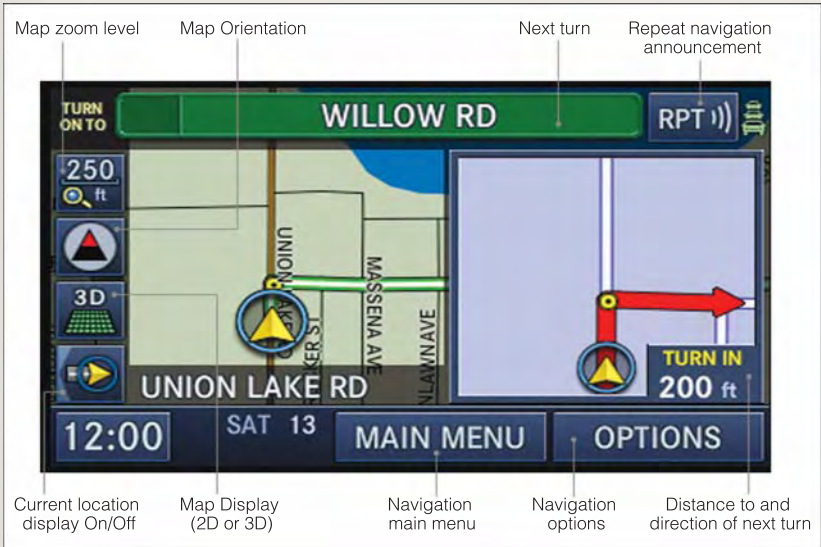 Map zoom level
Map Orientation
Next turn
Repeat navigation
announcement
TURN
ON TO
WILLOW RD
RPT
250
ft
3D
UNION LAKE RD
MASSENA AVE
NLAWN AVE
UNION LAKE RD
TURN IN
200 ft
12:00
SAT 13
MAIN MENU
OPTIONS
Current location
display On/Off
Map Display
(2D or 3D)
Navigation
main menu
Navigation
options
Distance to and
direction of next turn